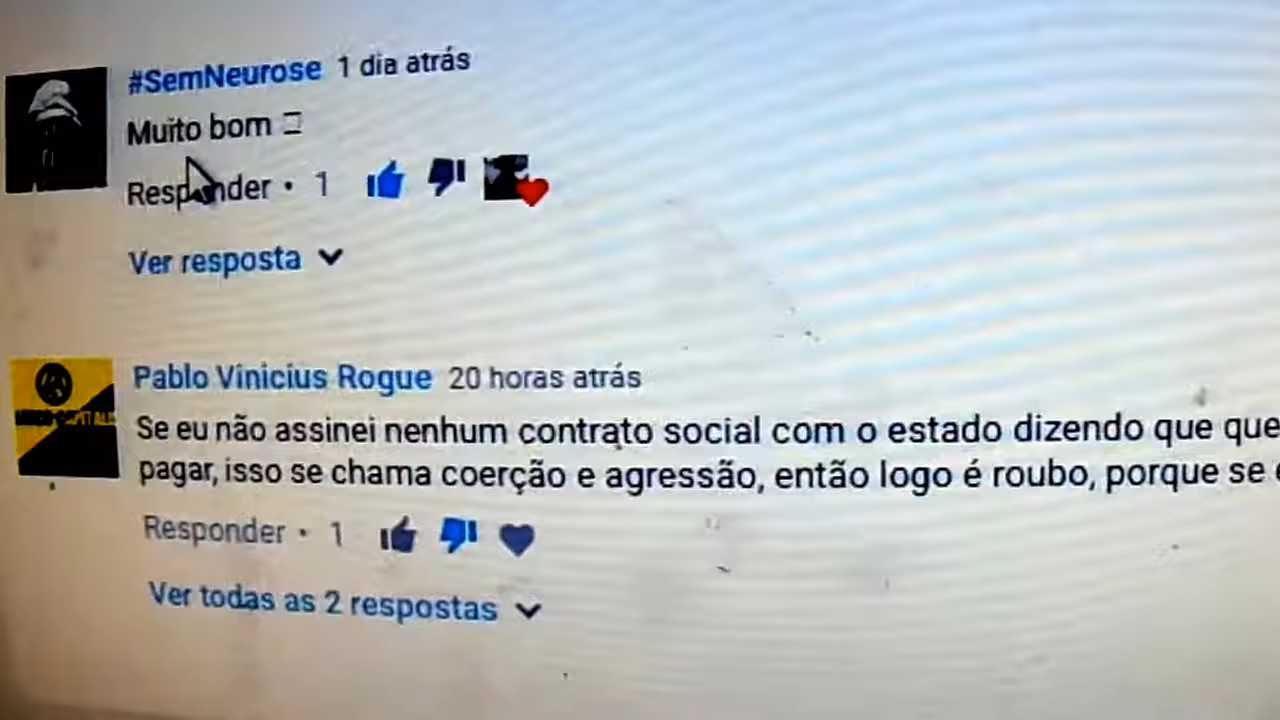 #SemNeurose 1 dia atrás
Muito bom
Responder • 1
Ver resposta
Pablo Vinicius Rogue 20 horas atrás
Se eu não assinei nenhum contrato social com o estado dizendo que que
pagar, isso se chama coerção e agressão, então logo é roubo, porque se
Responder • 1
Ver todas as 2 respostas